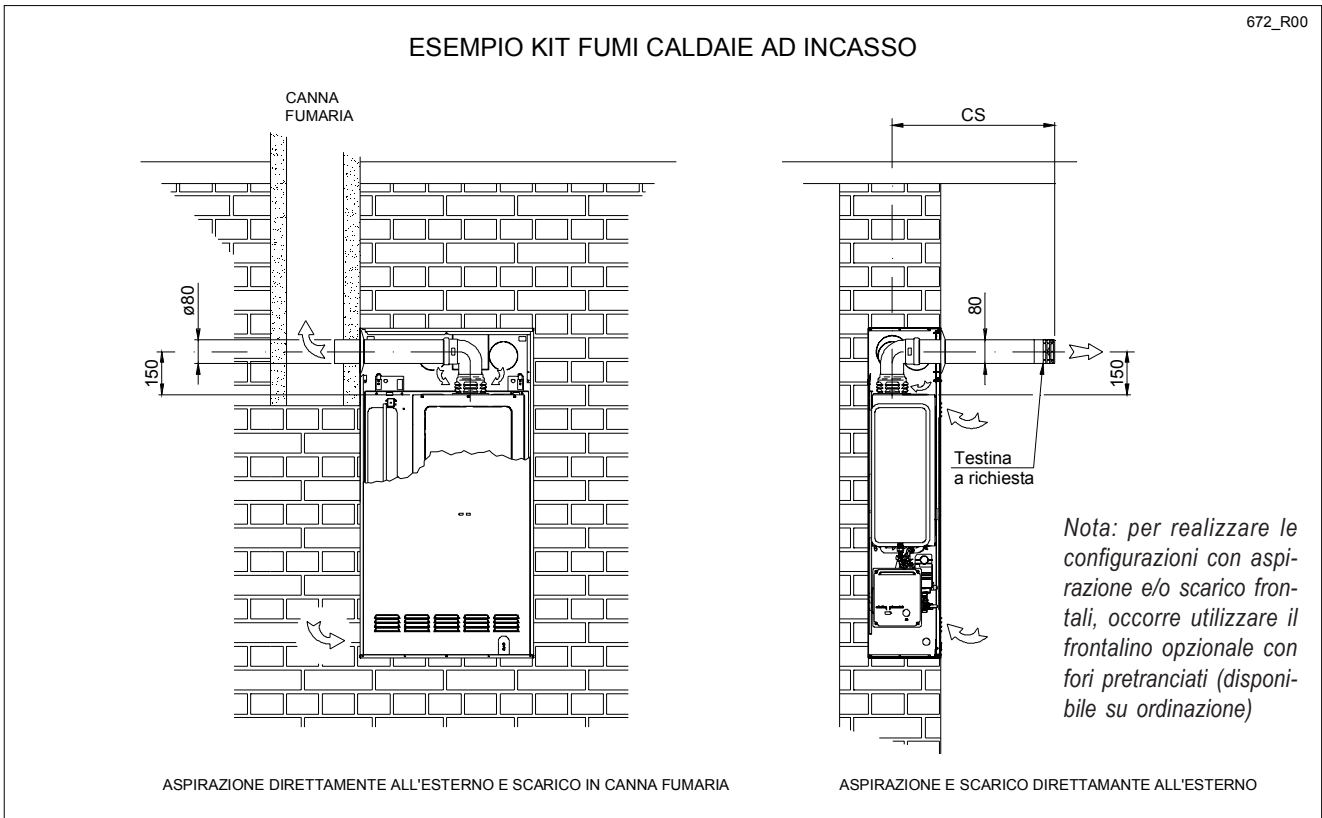 672_R00
ESEMPIO KIT FUMI CALDAIE AD INCASSO
CANNA
FUMARIA
CS
ø80
150
80
150
Testina
a richiesta
Nota: per realizzare le
configurazioni con aspi-
razione e/o scarico fron-
tali, occorre utilizzare il
frontalino opzionale con
fori pretranciati (disponi-
bile su ordinazione)
ASPIRAZIONE DIRETTAMENTE ALL'ESTERNO E SCARICO IN CANNA FUMARIA
ASPIRAZIONE E SCARICO DIRETTAMANTE ALL'ESTERNO